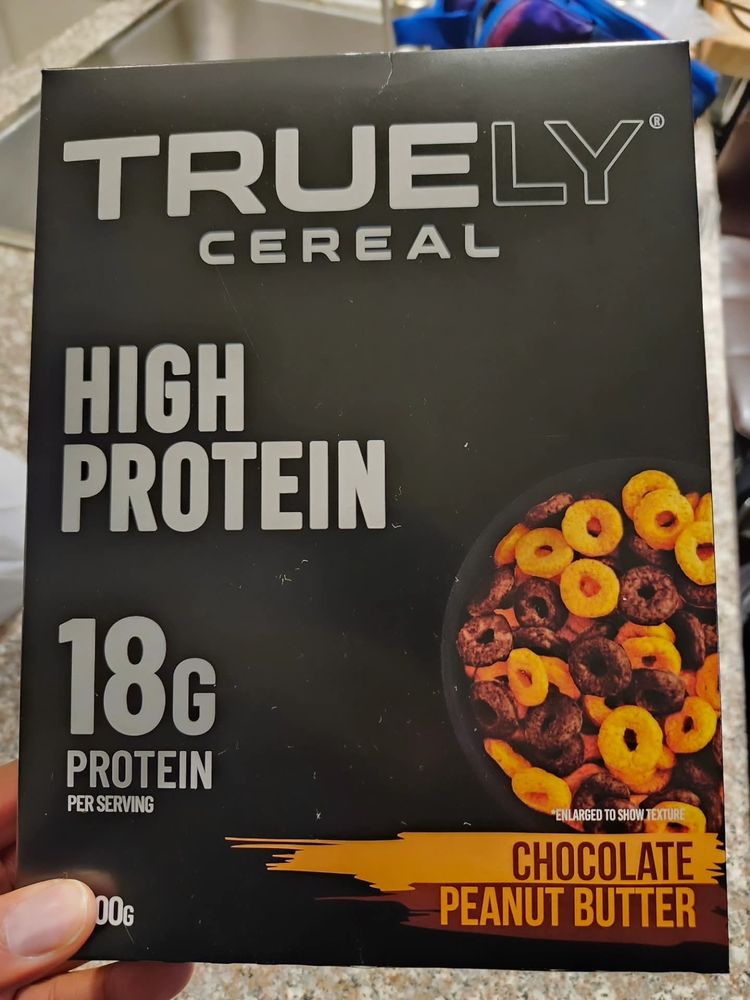 TRUELY®
CEREAL
HIGH
PROTEIN
18G
PROTEIN
PER SERVING
*ENLARGED TO SHOW TEXTURE
CHOCOLATE
PEANUT BUTTER